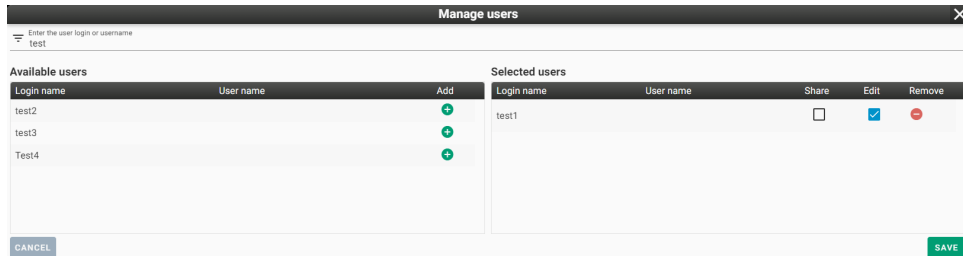 Manage users
Enter the user login or username
test
Available users
Selected users
Login name User name Add
Login name User name Share Edit Remove
test2
test3
Test4
test1
CANCEL
SAVE